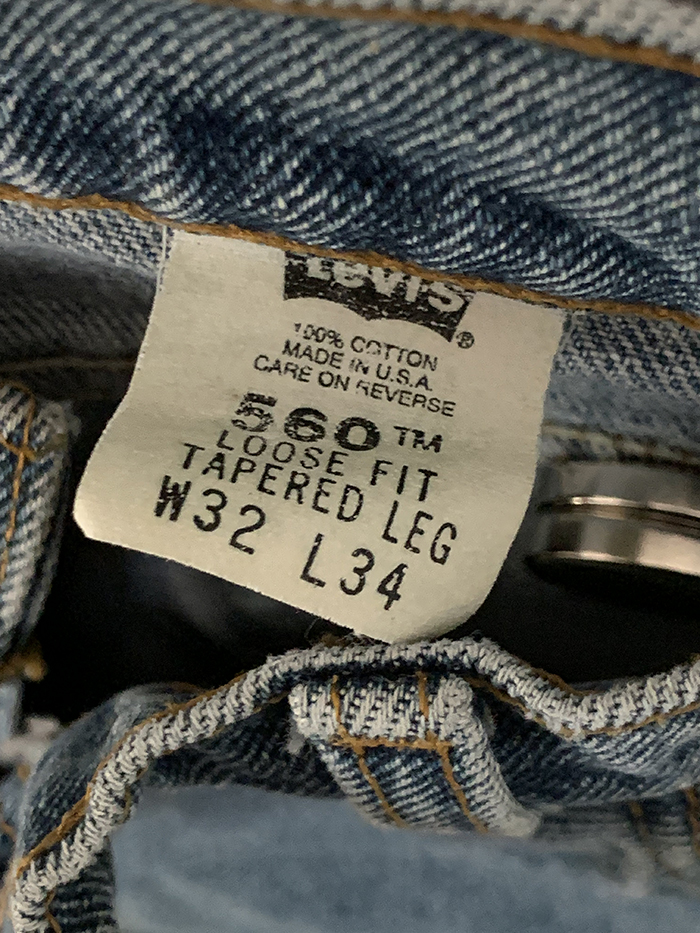 Levi's®
100% COTTON
MADE IN U.S.A.
CARE ON REVERSE
560™
LOOSE FIT
TAPERED LEG
W32 L34